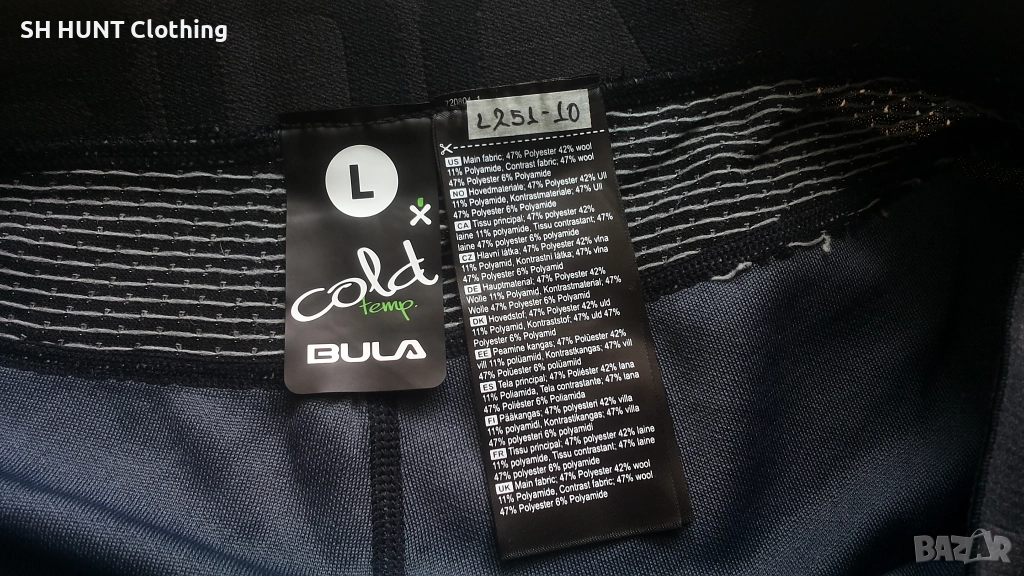 SH HUNT Clothing
L
cold
temp.
BULA
L251-10
US Main fabric; 47% Polyester 42% wool
11% Polyamide, Contrast fabric; 47% wool
47% Polyester 6% Polyamide
NO Hovedmateriale; 47% Polyester 42% Ull
11% Polyamide, Kontrastmateriale; 47% Ull
47% Polyester 6% Polyamide
CA Tissu principal; 47% polyester 42%
laine 11% polyamide, Tissu contrastant; 47%
laine 47% polyester 6% polyamide
CZ Hlavní látka; 47% Polyester 42% vlna
11% Polyamid, Kontrastní látka; 47% vlna
47% Polyester 6% Polyamid
DE Hauptmaterial; 47% Polyester 42%
Wolle 11% Polyamid, Kontrastmaterial, 47%
Wolle 47% Polyester 6% Polyamid
DK Hovedstof; 47% Polyester 42% uld
11% Polyamid, Kontraststof; 47% uld 47%
Polyester 6% Polyamid
EE Peamine kangas; 47% Polüester 42%
vill 11% polüamiid, Kontrastkangas; 47% vill
47% Polüester 6% polüamiid
ES Tela principal; 47% Poliéster 42% lana
11% Poliamida, Tela contrastante; 47% lana
47% Poliéster 6% Poliamida
FI Pääkangas; 47% polyesteri 42% villa
11% polyamidi, Kontrastikangas; 47% villa
47% polyesteri 6% polyamidi
FR Tissu principal; 47% polyester 42% laine
11% polyamide, Tissu contrastant; 47% laine
47% polyester 6% polyamide
UK Main fabric; 47% Polyester 42% wool
11% Polyamide, Contrast fabric; 47% wool
47% Polyester 6% Polyamide
BAZAR